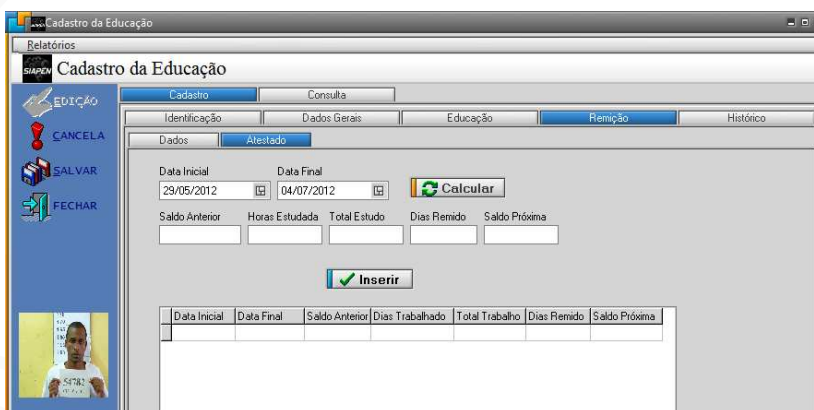 Cadastro da Educação
Relatórios
SIAPEN Cadastro da Educação
EDIÇÃO
CANCELA
SALVAR
FECHAR
Cadastro Consulta
Identificação Dados Gerais Educação Remição Histórico
Dados Atestado
Data Inicial Data Final
29/05/2012 04/07/2012 Calcular
Saldo Anterior Horas Estudada Total Estudo Dias Remido Saldo Próxima
Inserir
Data Inicial Data Final Saldo Anterior Dias Trabalhado Total Trabalho Dias Remido Saldo Próxima
54782